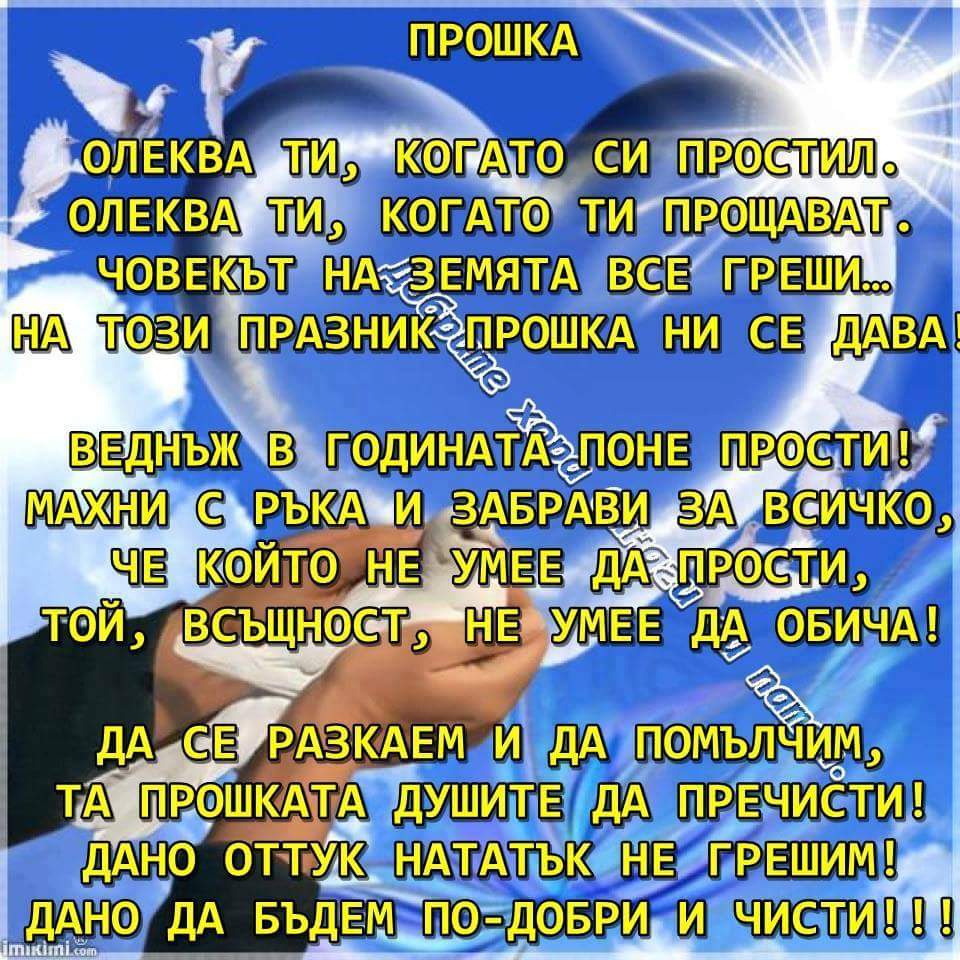 ПРОШКА
ОЛЕКВА ТИ, КОГАТО СИ ПРОСТИЛ.
ОЛЕКВА ТИ, КОГАТО ТИ ПРОЩАВАТ.
ЧОВЕКЪТ НА ЗЕМЯТА ВСЕ ГРЕШИ...
НА ТОЗИ ПРАЗНИК ПРОШКА НИ СЕ ДАВА!
ВЕДНЪЖ В ГОДИНАТА ПОНЕ ПРОСТИ!
МАХНИ С РЪКА И ЗАБРАВИ ЗА ВСИЧКО,
ЧЕ КОЙТО НЕ УМЕЕ ДА ПРОСТИ,
ТОЙ, ВСЪЩНОСТ, НЕ УМЕЕ ДА ОБИЧА!
ДА СЕ РАЗКАЕМ И ДА ПОМЪЛЧИМ,
ТА ПРОШКАТА ДУШИТЕ ДА ПРЕЧИСТИ!
ДАНО ОТТУК НАТАТЪК НЕ ГРЕШИМ!
ДАНО ДА БЪДЕМ ПО-ДОБРИ И ЧИСТИ!!!
Добрите хора
imikimi.com